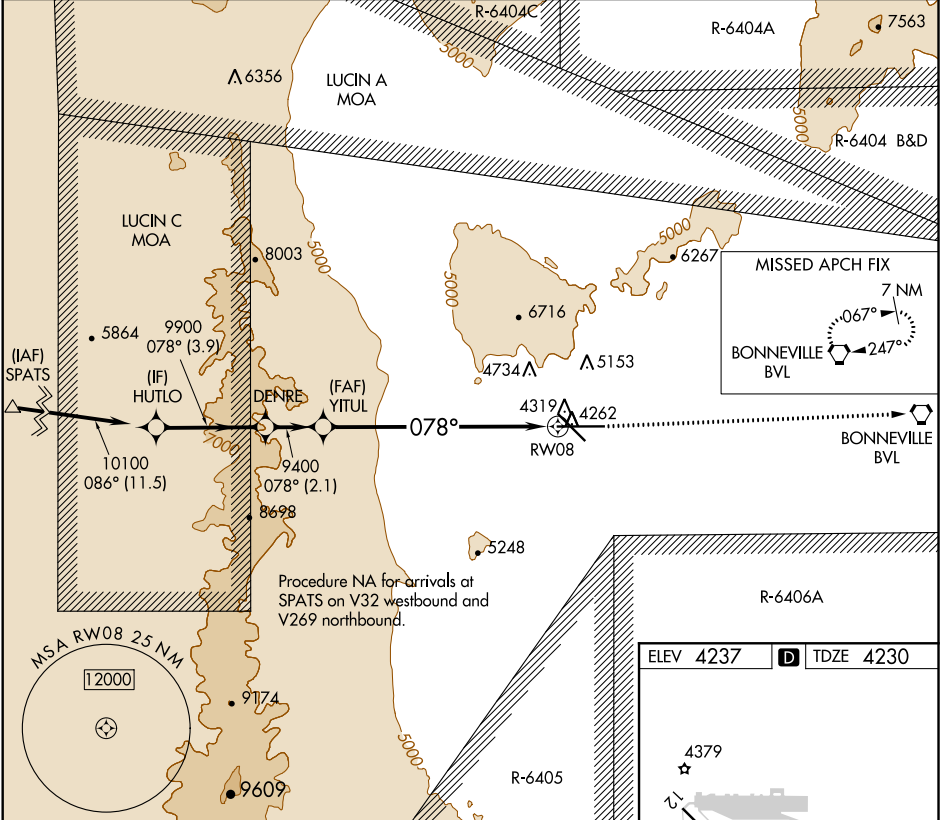 R-6404C
R-6404A
7563
6356
LUCIN A
MOA
5000
5000
R-6404 B&D
LUCIN C
MOA
8003
5000
5000
5000
6267
MISSED APCH FIX
7 NM
067°
247°
BONNEVILLE
BVL
6716
5864
9900
078° (3.9)
4734
5153
(IAF)
SPATS
(IF)
HUTLO
DENRE
(FAF)
YITUL
078°
4319
4262
RW08
BONNEVILLE
BVL
10100
086° (11.5)
9400
078° (2.1)
8698
5248
Procedure NA for arrivals at
SPATS on V32 westbound and
V269 northbound.
R-6406A
MSA RW08 25 NM
12000
ELEV 4237
D
TDZE 4230
9174
5000
4379
R-6405
9609
12